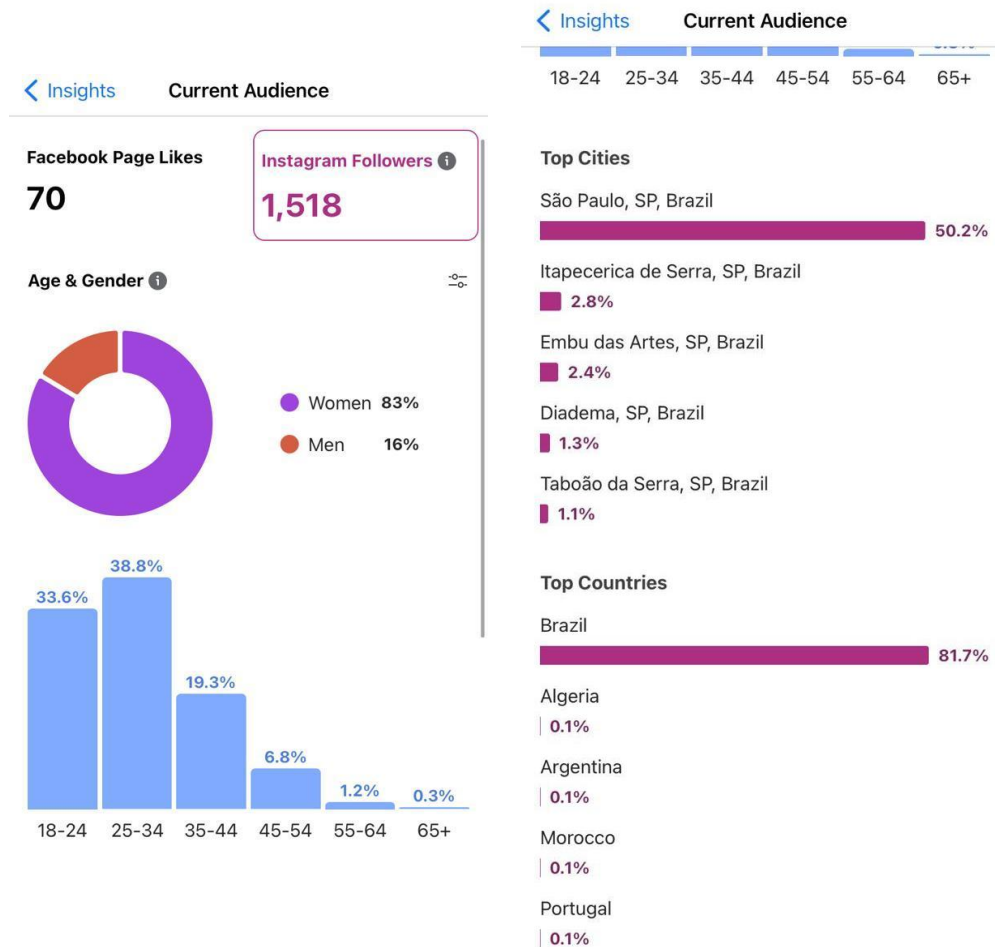 Insights Current Audience
Facebook Page Likes
70
Instagram Followers
1,518
Age & Gender
Women 83%
Men 16%
38.8%
33.6%
19.3%
6.8%
1.2%
0.3%
18-24 25-34 35-44 45-54 55-64 65+
Insights Current Audience
18-24 25-34 35-44 45-54 55-64 65+
Top Cities
São Paulo, SP, Brazil
50.2%
Itapecerica de Serra, SP, Brazil
2.8%
Embu das Artes, SP, Brazil
2.4%
Diadema, SP, Brazil
1.3%
Taboão da Serra, SP, Brazil
1.1%
Top Countries
Brazil
81.7%
Algeria
0.1%
Argentina
0.1%
Morocco
0.1%
Portugal
0.1%